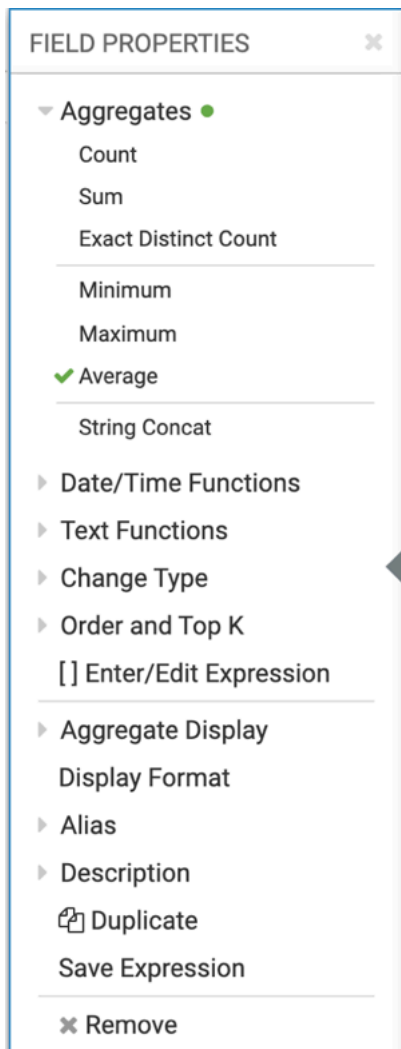 FIELD PROPERTIES
Aggregates
Count
Sum
Exact Distinct Count
Minimum
Maximum
Average
String Concat
Date/Time Functions
Text Functions
Change Type
Order and Top K
[ ] Enter/Edit Expression
Aggregate Display
Display Format
Alias
Description
Duplicate
Save Expression
Remove